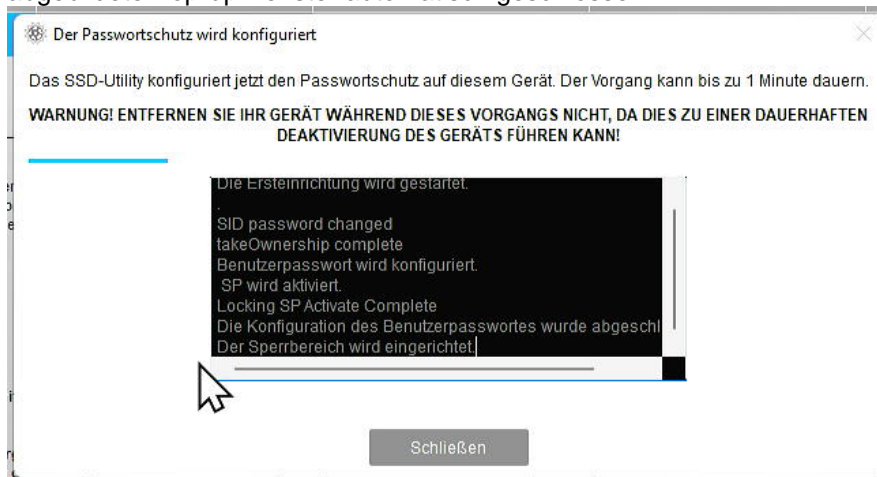 Der Passwortschutz wird konfiguriert
Das SSD-Utility konfiguriert jetzt den Passwortschutz auf diesem Gerät. Der Vorgang kann bis zu 1 Minute dauern.
WARNUNG! ENTFERNEN SIE IHR GERÄT WÄHREND DIESES VORGANGS NICHT, DA DIES ZU EINER DAUERHAFTEN
DEAKTIVIERUNG DES GERÄTS FÜHREN KANN!
Die Ersteinrichtung wird gestartet.
.
SID password changed
takeOwnership complete
Benutzerpasswort wird konfiguriert.
SP wird aktiviert.
Locking SP Activate Complete
Die Konfiguration des Benutzerpasswortes wurde abgeschl
Der Sperrbereich wird eingerichtet.
Schließen